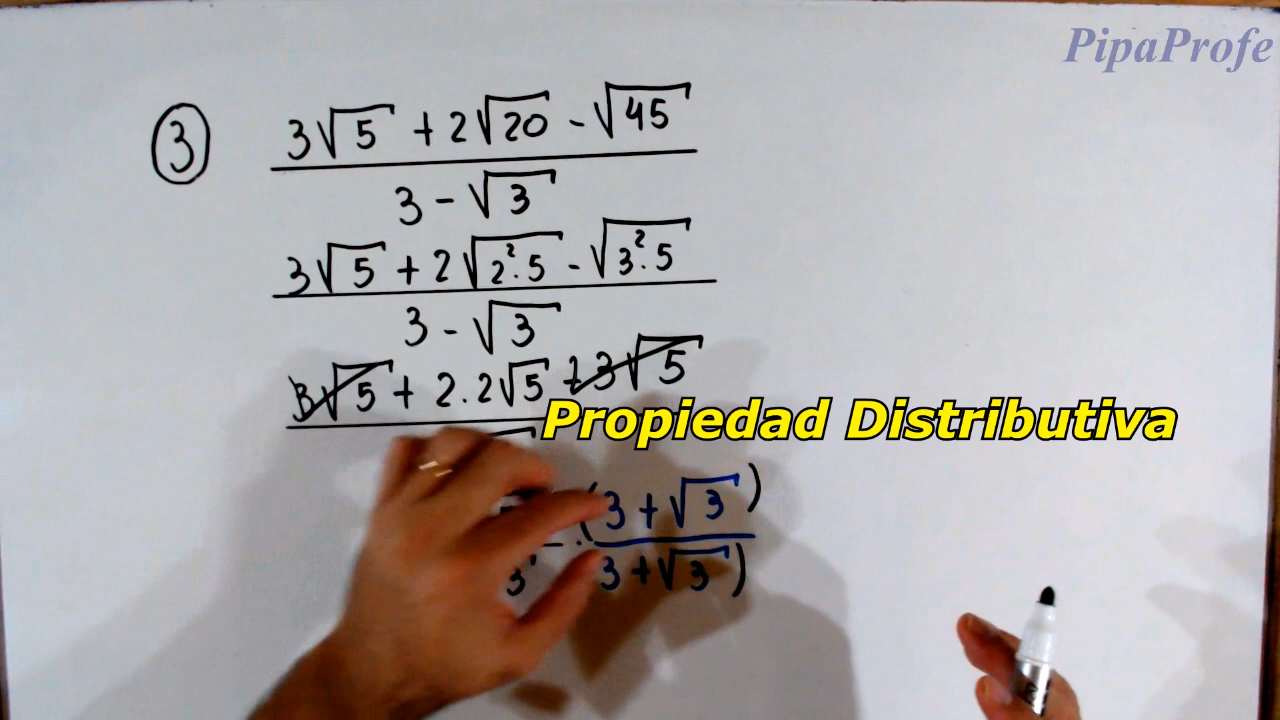 PipaProfe
3 3√5 + 2√20 - √45
3 - √3
3√5 + 2√2².5 - √3².5
3 - √3
3√5 + 2.2√5 - 3√5
Propiedad Distributiva
.(3 + √3)
3 3 + √3)